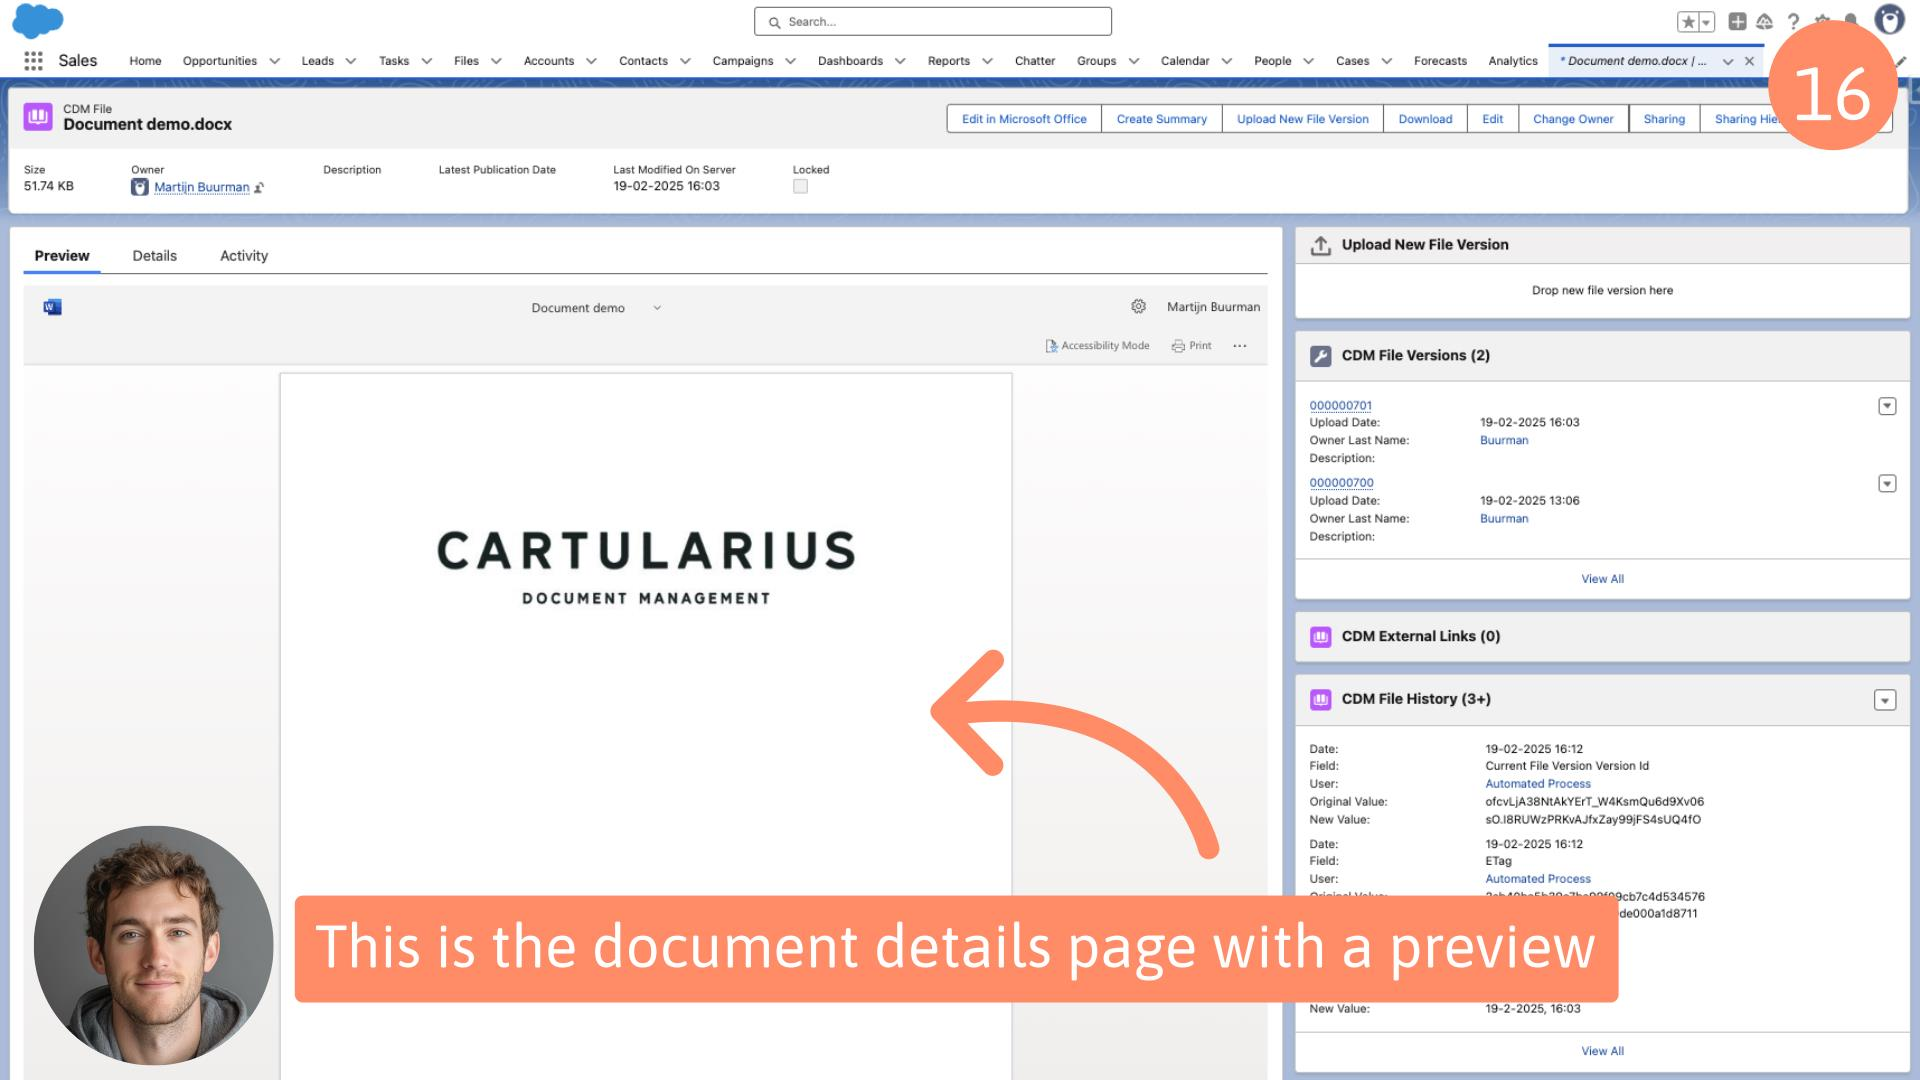 Search...
Sales
Home
Opportunities
Leads
Tasks
Files
Accounts
Contacts
Campaigns
Dashboards
Reports
Chatter
Groups
Calendar
People
Cases
Forecasts
Analytics
* Document demo.docx | ...
16
CDM File
Document demo.docx
Edit in Microsoft Office
Create Summary
Upload New File Version
Download
Edit
Change Owner
Sharing
Sharing Hie
Size
51.74 KB
Owner
Martijn Buurman
Description
Latest Publication Date
Last Modified On Server
19-02-2025 16:03
Locked
Preview
Details
Activity
Document demo
Martijn Buurman
Accessibility Mode
Print
...
CARTULARIUS
DOCUMENT MANAGEMENT
Upload New File Version
Drop new file version here
CDM File Versions (2)
000000701
Upload Date: 19-02-2025 16:03
Owner Last Name: Buurman
Description:
000000700
Upload Date: 19-02-2025 13:06
Owner Last Name: Buurman
Description:
View All
CDM External Links (0)
CDM File History (3+)
Date: 19-02-2025 16:12
Field: Current File Version Version Id
User: Automated Process
Original Value: ofcvLjA38NtAkYErT_W4KsmQu6d9Xv06
New Value: sO.I8RUWzPRKvAJfxZay99jFS4sUQ4fO
Date: 19-02-2025 16:12
Field: ETag
User: Automated Process
This is the document details page with a preview
New Value: 19-2-2025, 16:03
View All